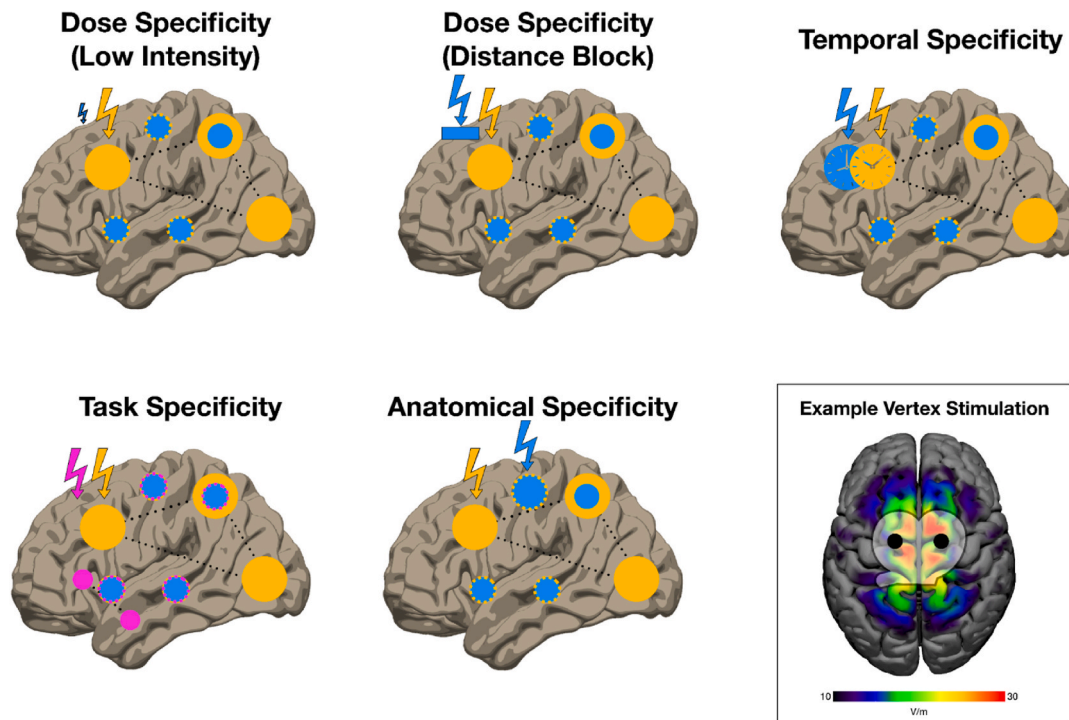 Dose Specificity
(Low Intensity)
Dose Specificity
(Distance Block)
Temporal Specificity
Task Specificity
Anatomical Specificity
Example Vertex Stimulation
10
30
V/m